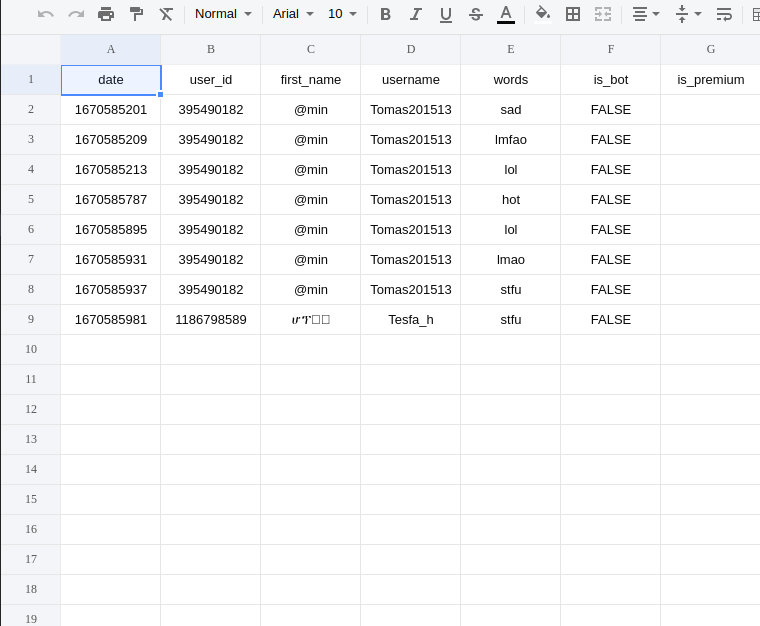 Normal Arial 10 B I U S A
A B C D E F G
1 date user_id first_name username words is_bot is_premium
2 1670585201 395490182 @min Tomas201513 sad FALSE
3 1670585209 395490182 @min Tomas201513 lmfao FALSE
4 1670585213 395490182 @min Tomas201513 lol FALSE
5 1670585787 395490182 @min Tomas201513 hot FALSE
6 1670585895 395490182 @min Tomas201513 lol FALSE
7 1670585931 395490182 @min Tomas201513 lmao FALSE
8 1670585937 395490182 @min Tomas201513 stfu FALSE
9 1670585981 1186798589 Tesfa_h stfu FALSE
10
11
12
13
14
15
16
17
18
19